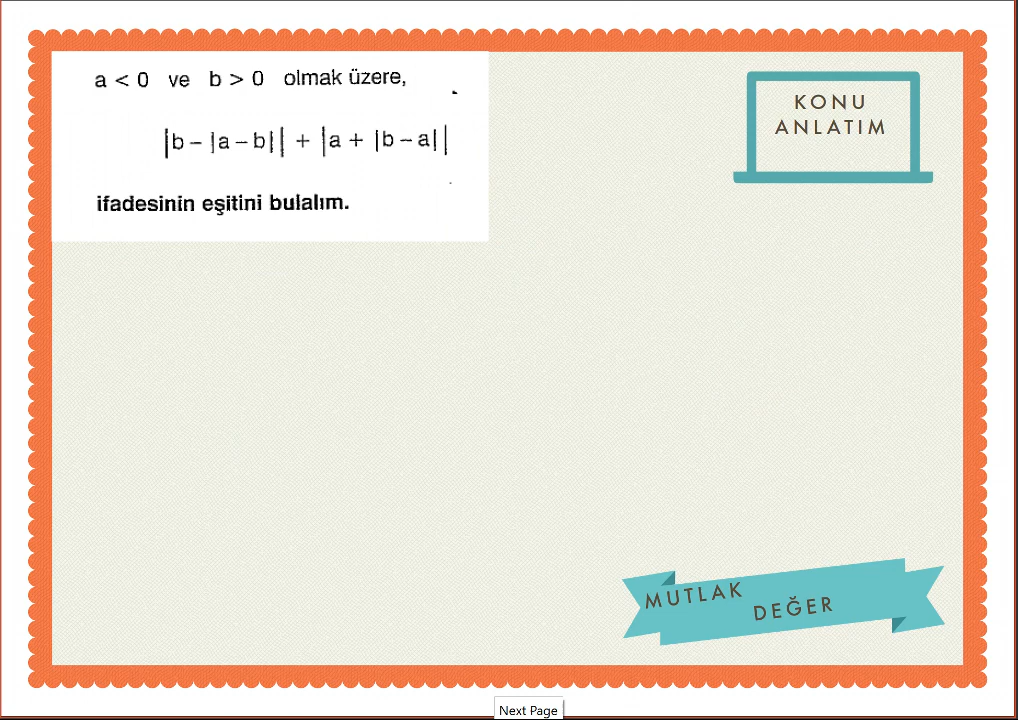 a < 0 ve b > 0 olmak üzere,
|b – |a – b|| + |a + |b – a||
ifadesinin eşitini bulalım.
KONU
ANLATIM
MUTLAK
DEĞER
Next Page